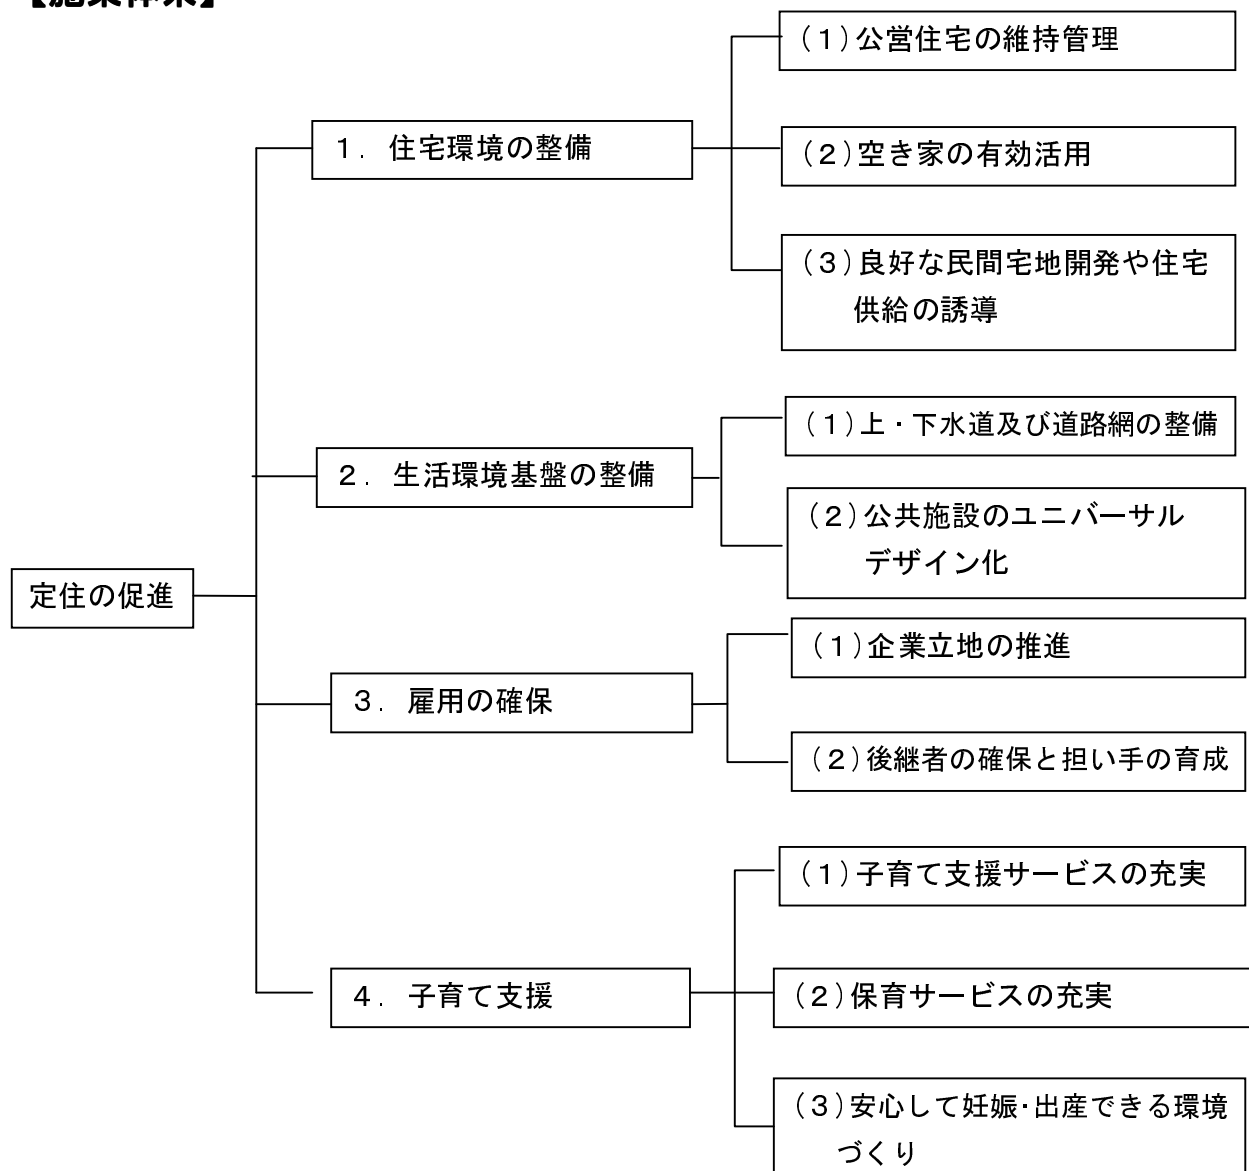 定住の促進
１．住宅環境の整備
（１）公営住宅の維持管理
（２）空き家の有効活用
（３）良好な民間宅地開発や住宅
供給の誘導
２．生活環境基盤の整備
（１）上・下水道及び道路網の整備
（２）公共施設のユニバーサル
デザイン化
３．雇用の確保
（１）企業立地の推進
（２）後継者の確保と担い手の育成
４．子育て支援
（１）子育て支援サービスの充実
（２）保育サービスの充実
（３）安心して妊娠・出産できる環境
づくり